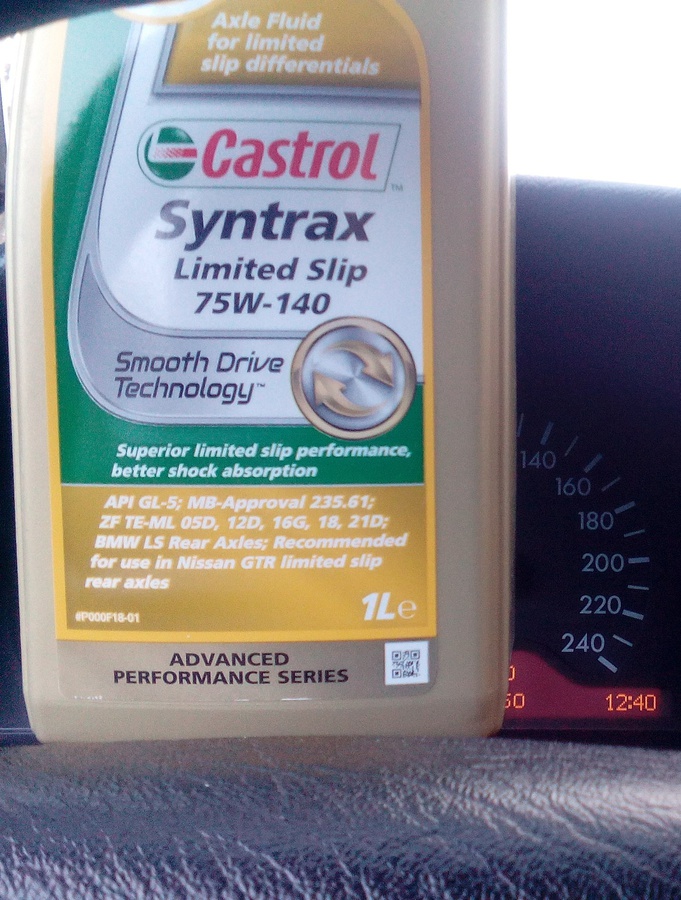 Axle Fluid
for limited
slip differentials
Castrol™
Syntrax
Limited Slip
75W-140
Smooth Drive
Technology™
Superior limited slip performance,
better shock absorption
API GL-5; MB-Approval 235.61;
ZF TE-ML 05D, 12D, 16G, 18, 21D;
BMW LS Rear Axles; Recommended
for use in Nissan GTR limited slip
rear axles
#P000F18-01
1L℮
ADVANCED
PERFORMANCE SERIES
140
160
180
200
220
240
12:40